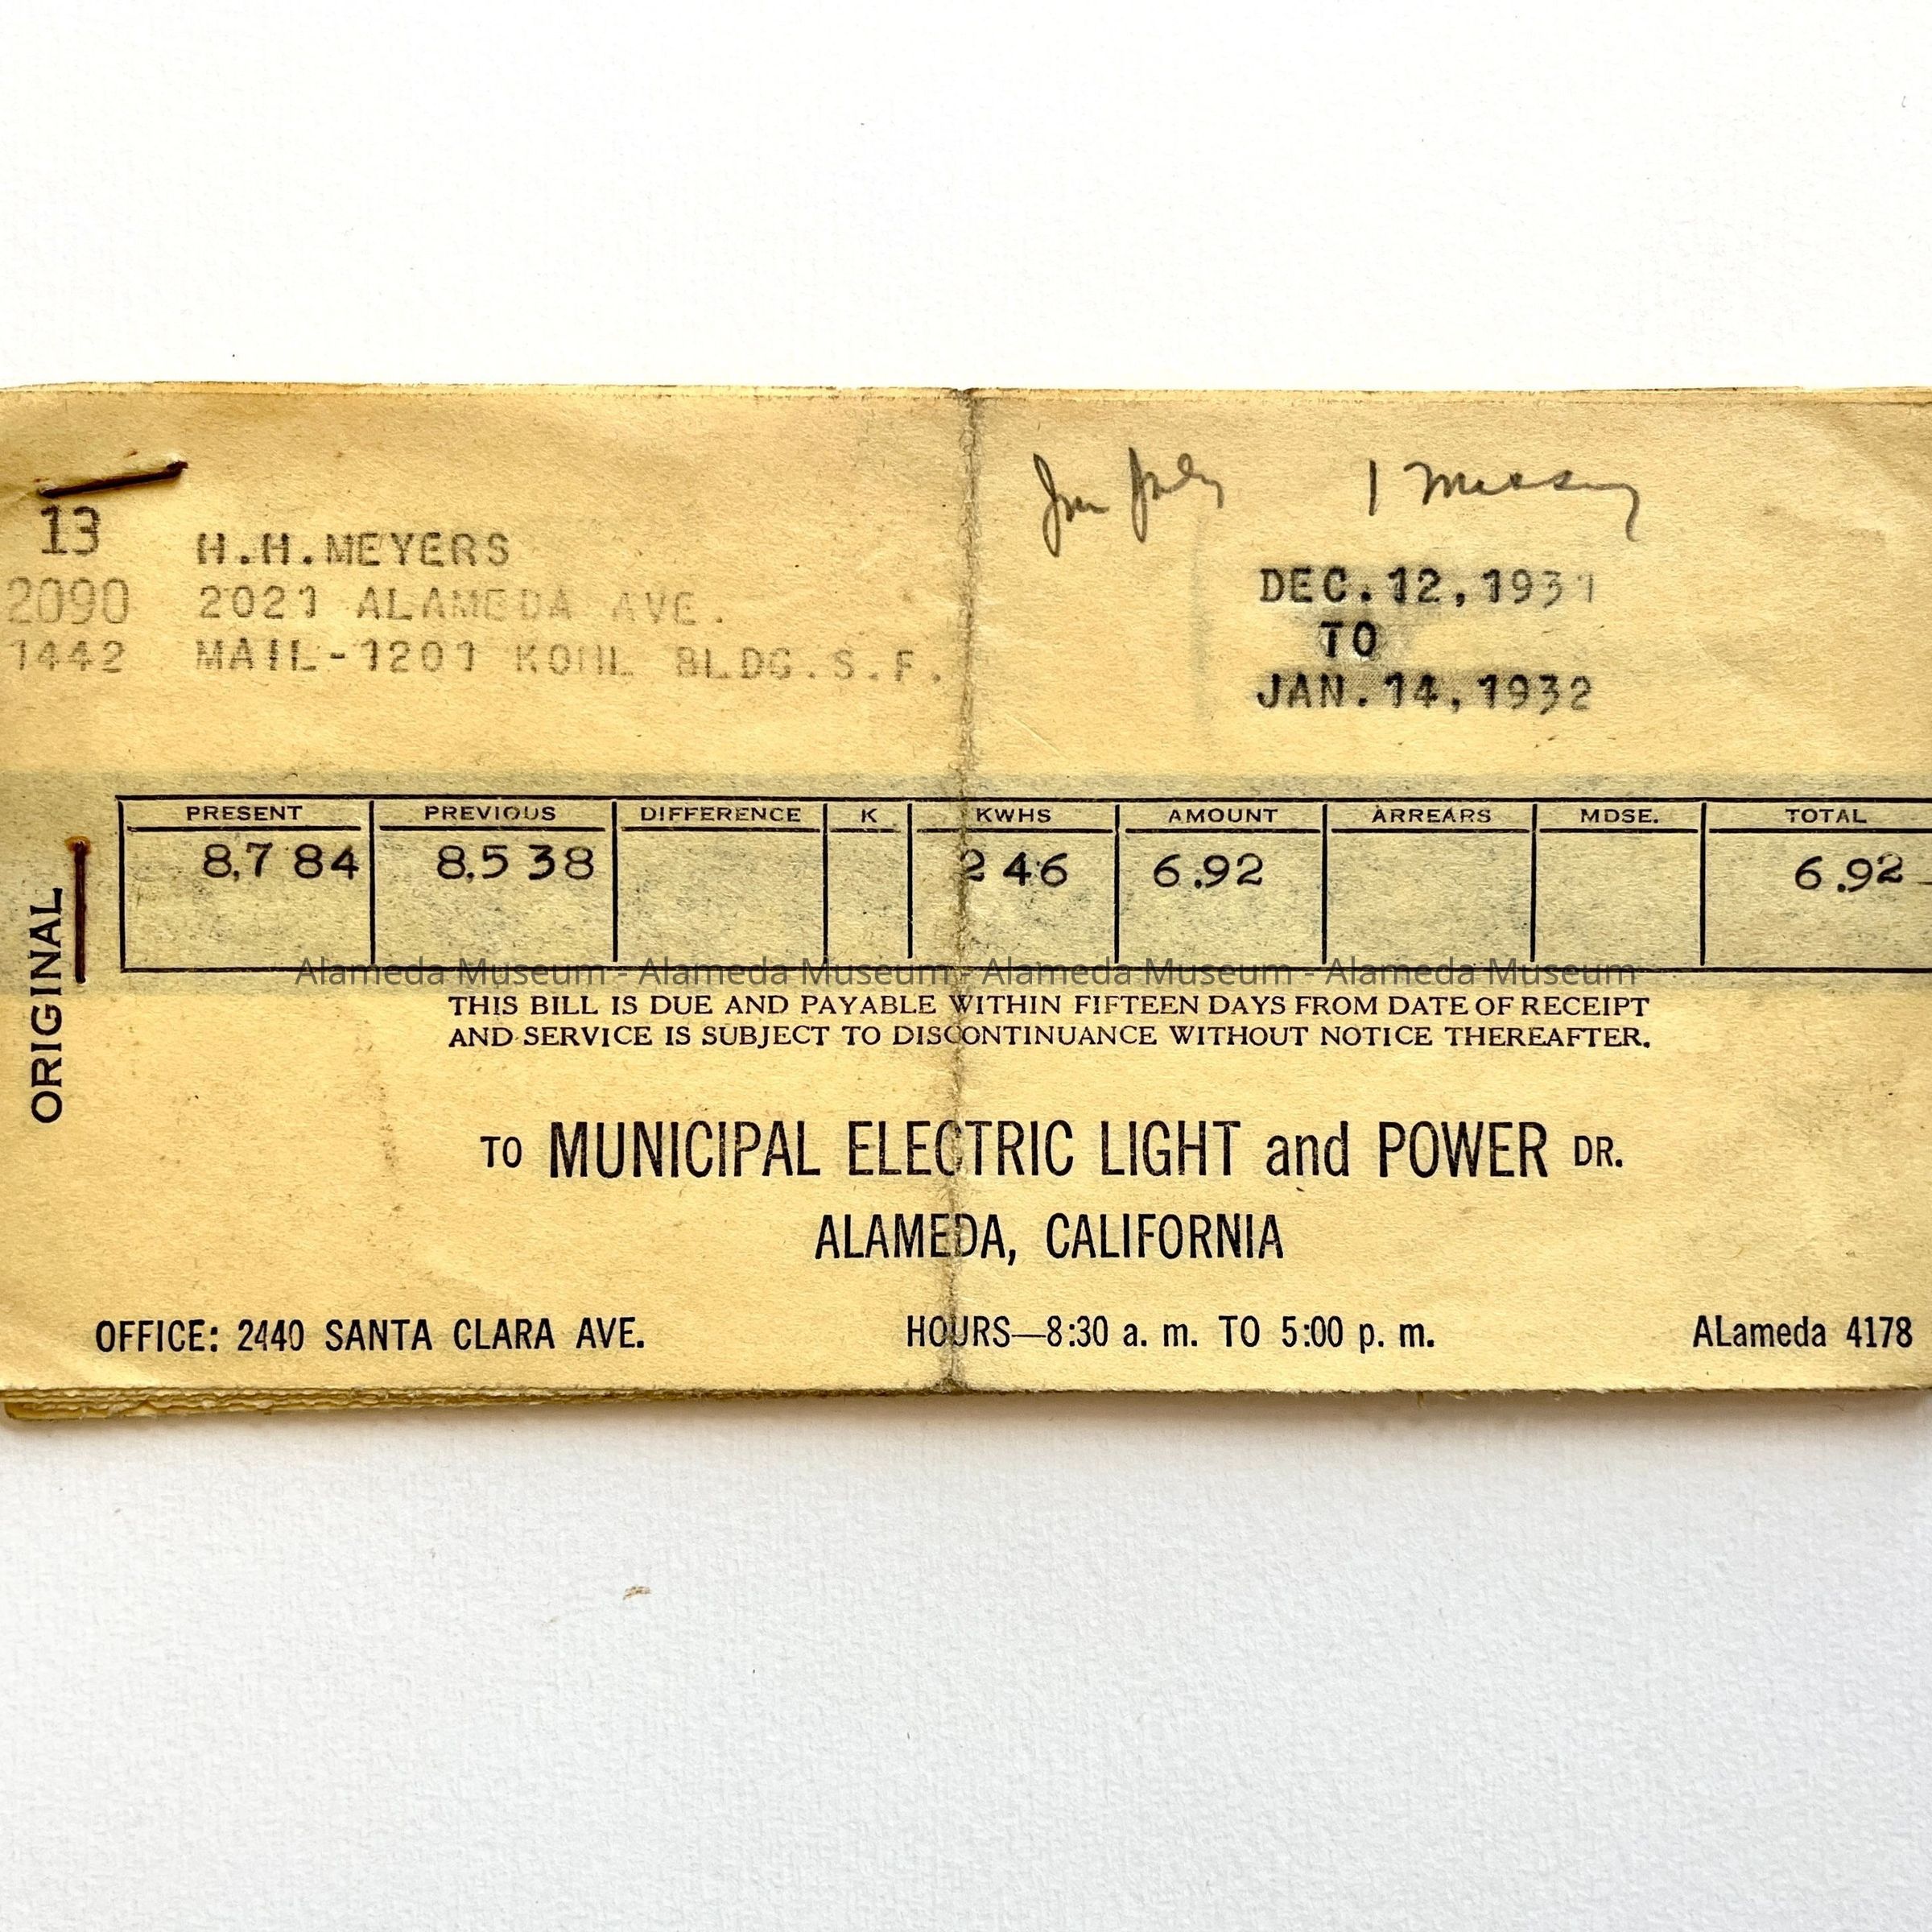 Jan July 1 Missing
13
H.H.MEYERS
2090 2021 ALAMEDA AVE.
1442 MAIL-1201 KOHL BLDG.S.F.
DEC.12,1931
TO
JAN.14,1932
PRESENT PREVIOUS DIFFERENCE K KWHS AMOUNT ARREARS MDSE. TOTAL
8,784 8,538 246 6.92 6.92
ORIGINAL
Alameda Museum - Alameda Museum - Alameda Museum - Alameda Museum
THIS BILL IS DUE AND PAYABLE WITHIN FIFTEEN DAYS FROM DATE OF RECEIPT
AND SERVICE IS SUBJECT TO DISCONTINUANCE WITHOUT NOTICE THEREAFTER.
TO MUNICIPAL ELECTRIC LIGHT and POWER DR.
ALAMEDA, CALIFORNIA
OFFICE: 2440 SANTA CLARA AVE. HOURS—8:30 a. m. TO 5:00 p. m. ALameda 4178